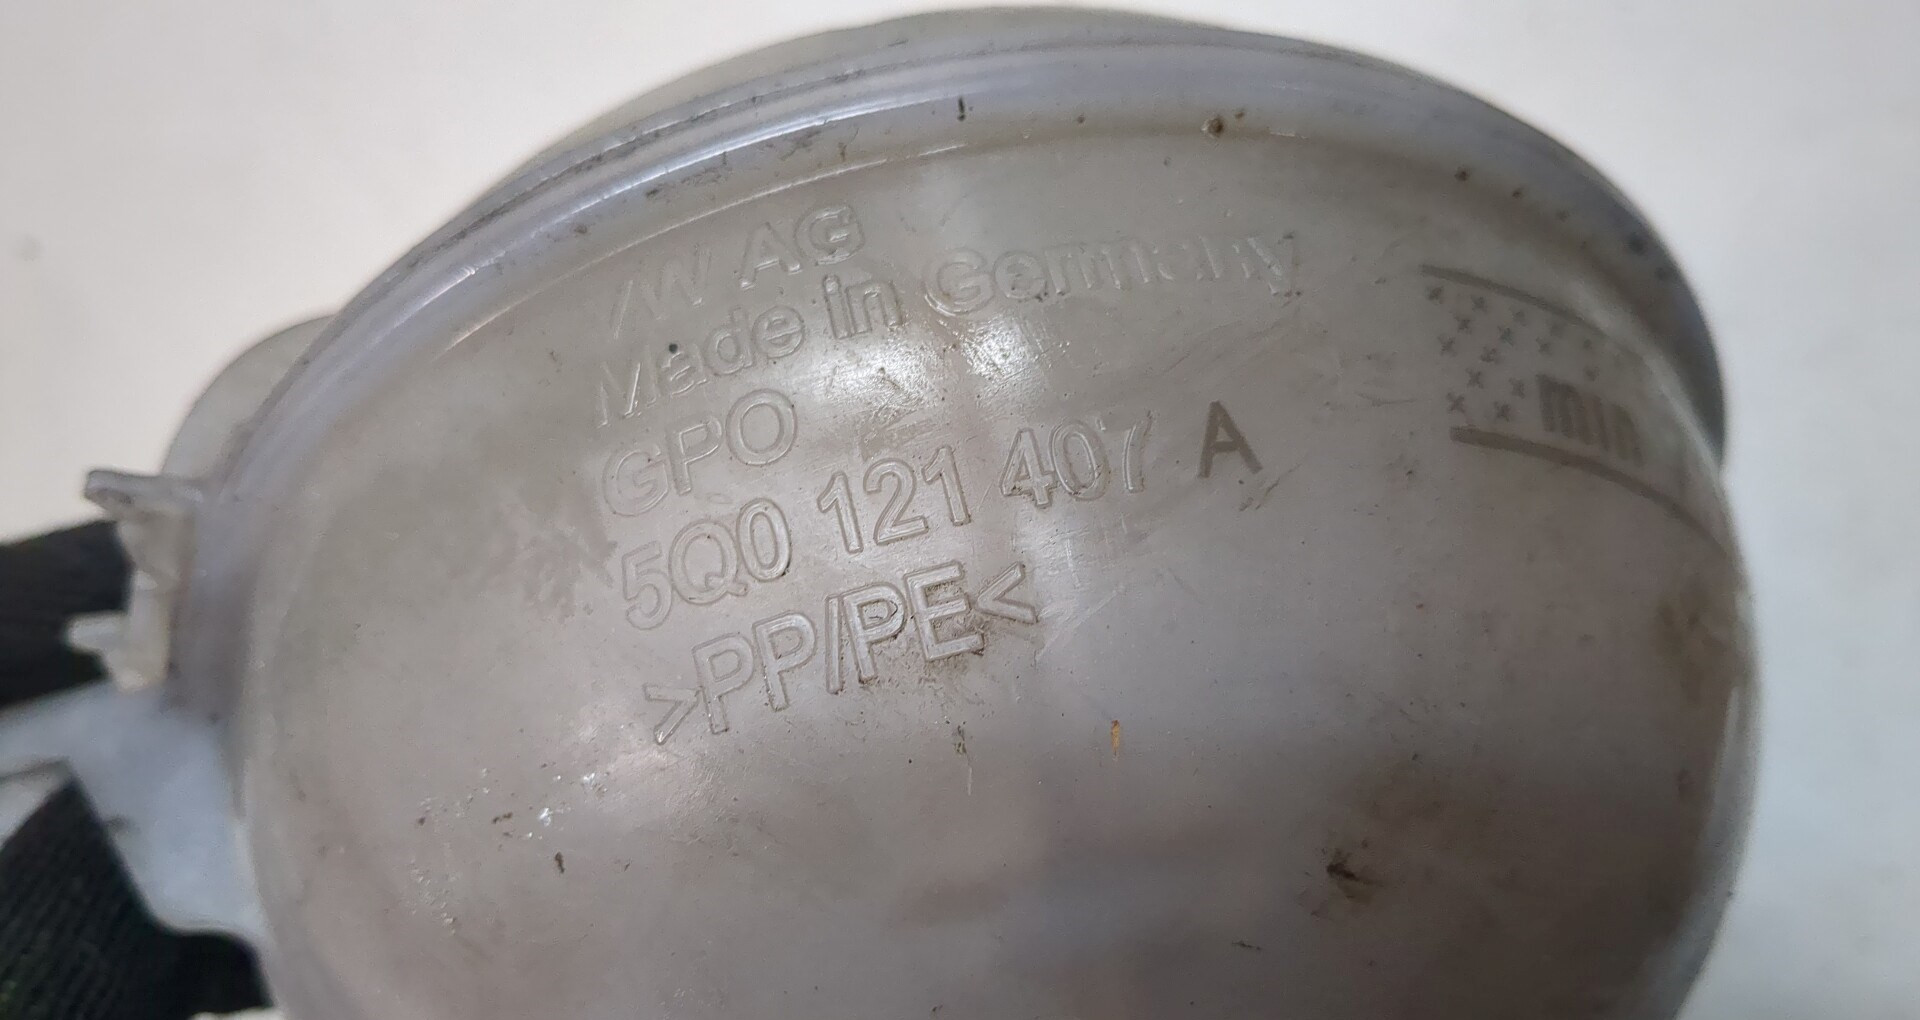 VW AG
Made in Germany
GPO
5Q0 121 407 A
>PP/PE<
min